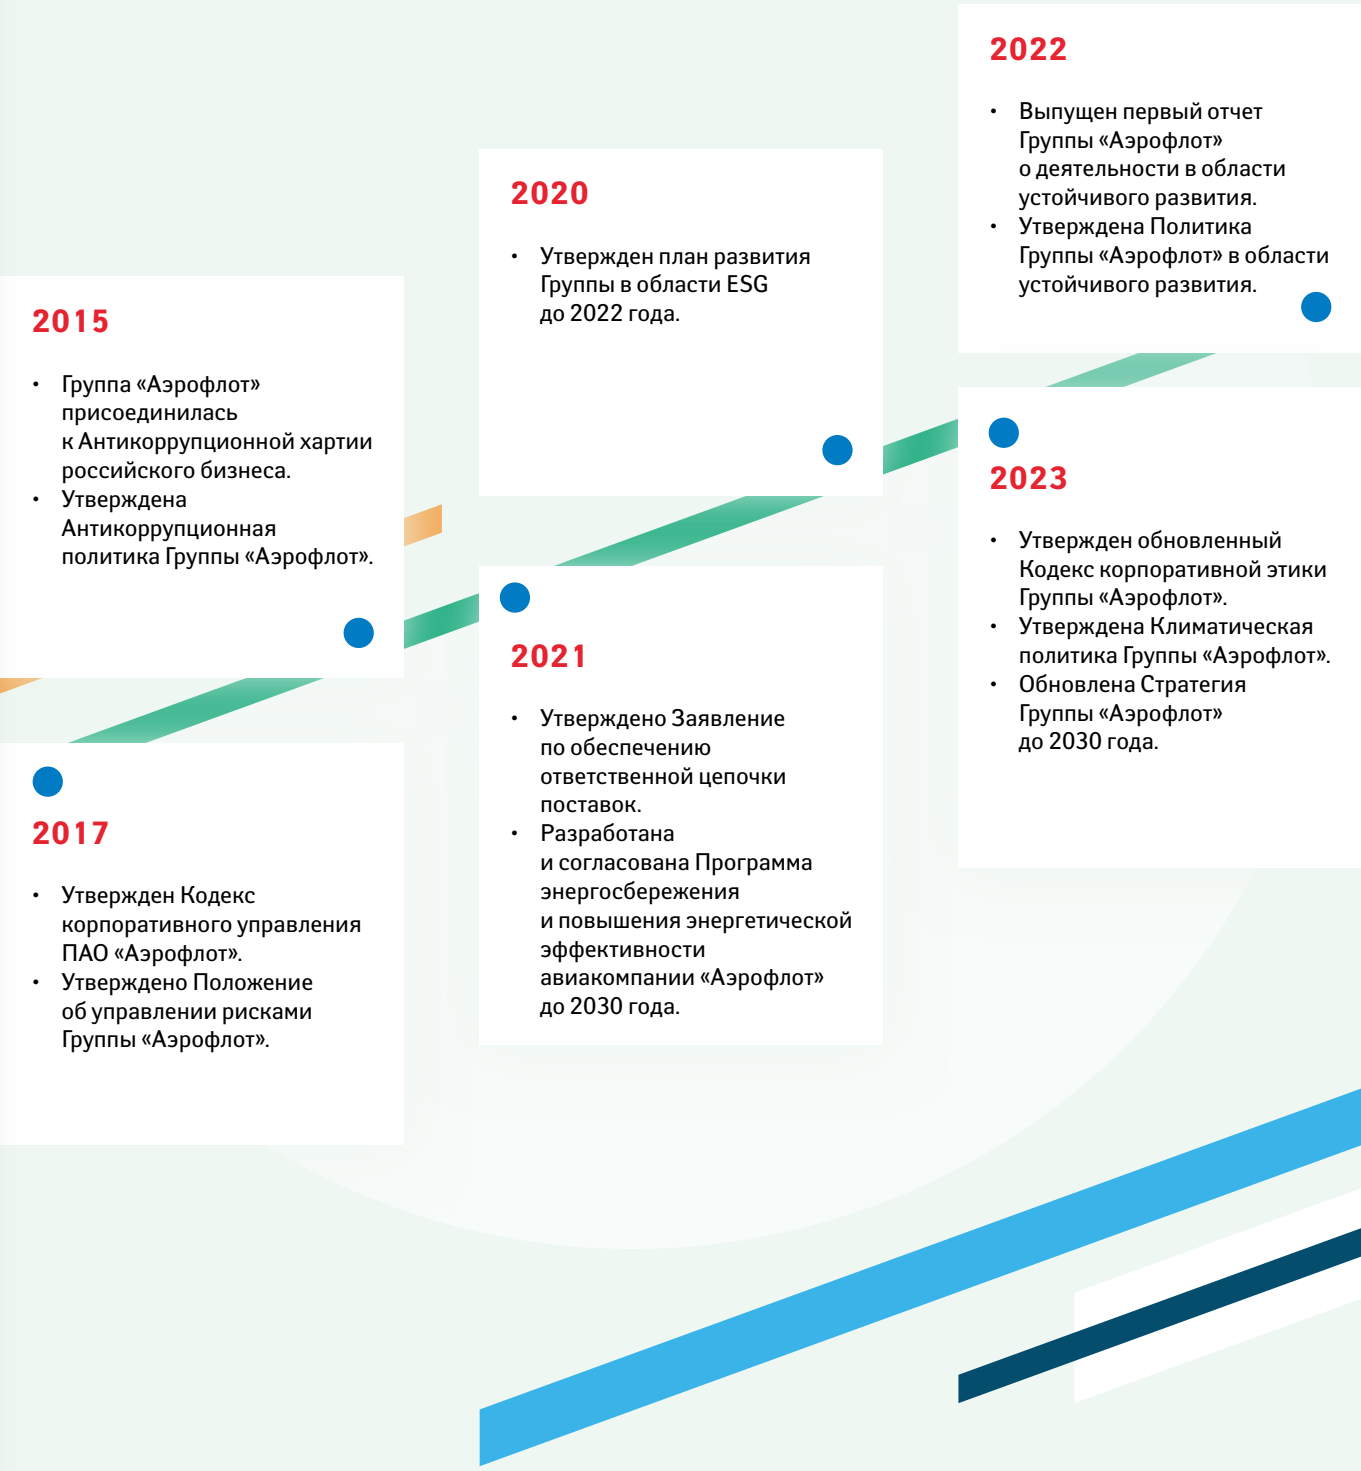 2015
• Группа «Аэрофлот»
присоединилась
к Антикоррупционной хартии
российского бизнеса.
• Утверждена
Антикоррупционная
политика Группы «Аэрофлот».
2017
• Утвержден Кодекс
корпоративного управления
ПАО «Аэрофлот».
• Утверждено Положение
об управлении рисками
Группы «Аэрофлот».
2020
• Утвержден план развития
Группы в области ESG
до 2022 года.
2021
• Утверждено Заявление
по обеспечению
ответственной цепочки
поставок.
• Разработана
и согласована Программа
энергосбережения
и повышения энергетической
эффективности
авиакомпании «Аэрофлот»
до 2030 года.
2022
• Выпущен первый отчет
Группы «Аэрофлот»
о деятельности в области
устойчивого развития.
• Утверждена Политика
Группы «Аэрофлот» в области
устойчивого развития.
2023
• Утвержден обновленный
Кодекс корпоративной этики
Группы «Аэрофлот».
• Утверждена Климатическая
политика Группы «Аэрофлот».
• Обновлена Стратегия
Группы «Аэрофлот»
до 2030 года.